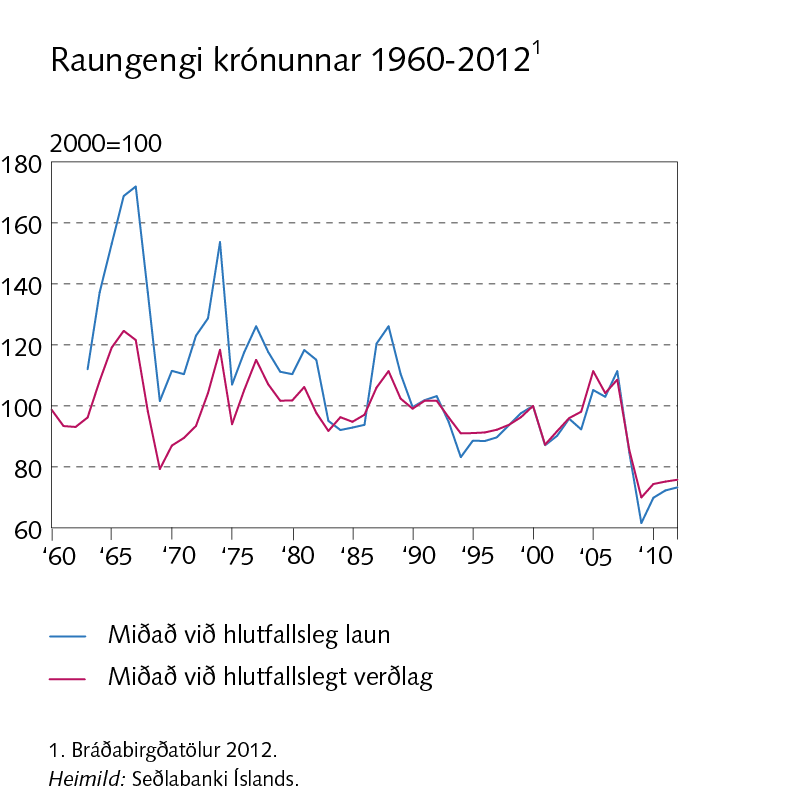 Raungengi krónunnar 1960-2012¹
2000=100
180
160
140
120
100
80
60
‘60 ‘65 ‘70 ‘75 ‘80 ‘85 ‘90 ‘95 ‘00 ‘05 ‘10
Miðað við hlutfallsleg laun
Miðað við hlutfallslegt verðlag
1. Bráðabirgðatölur 2012.
Heimild: Seðlabanki Íslands.